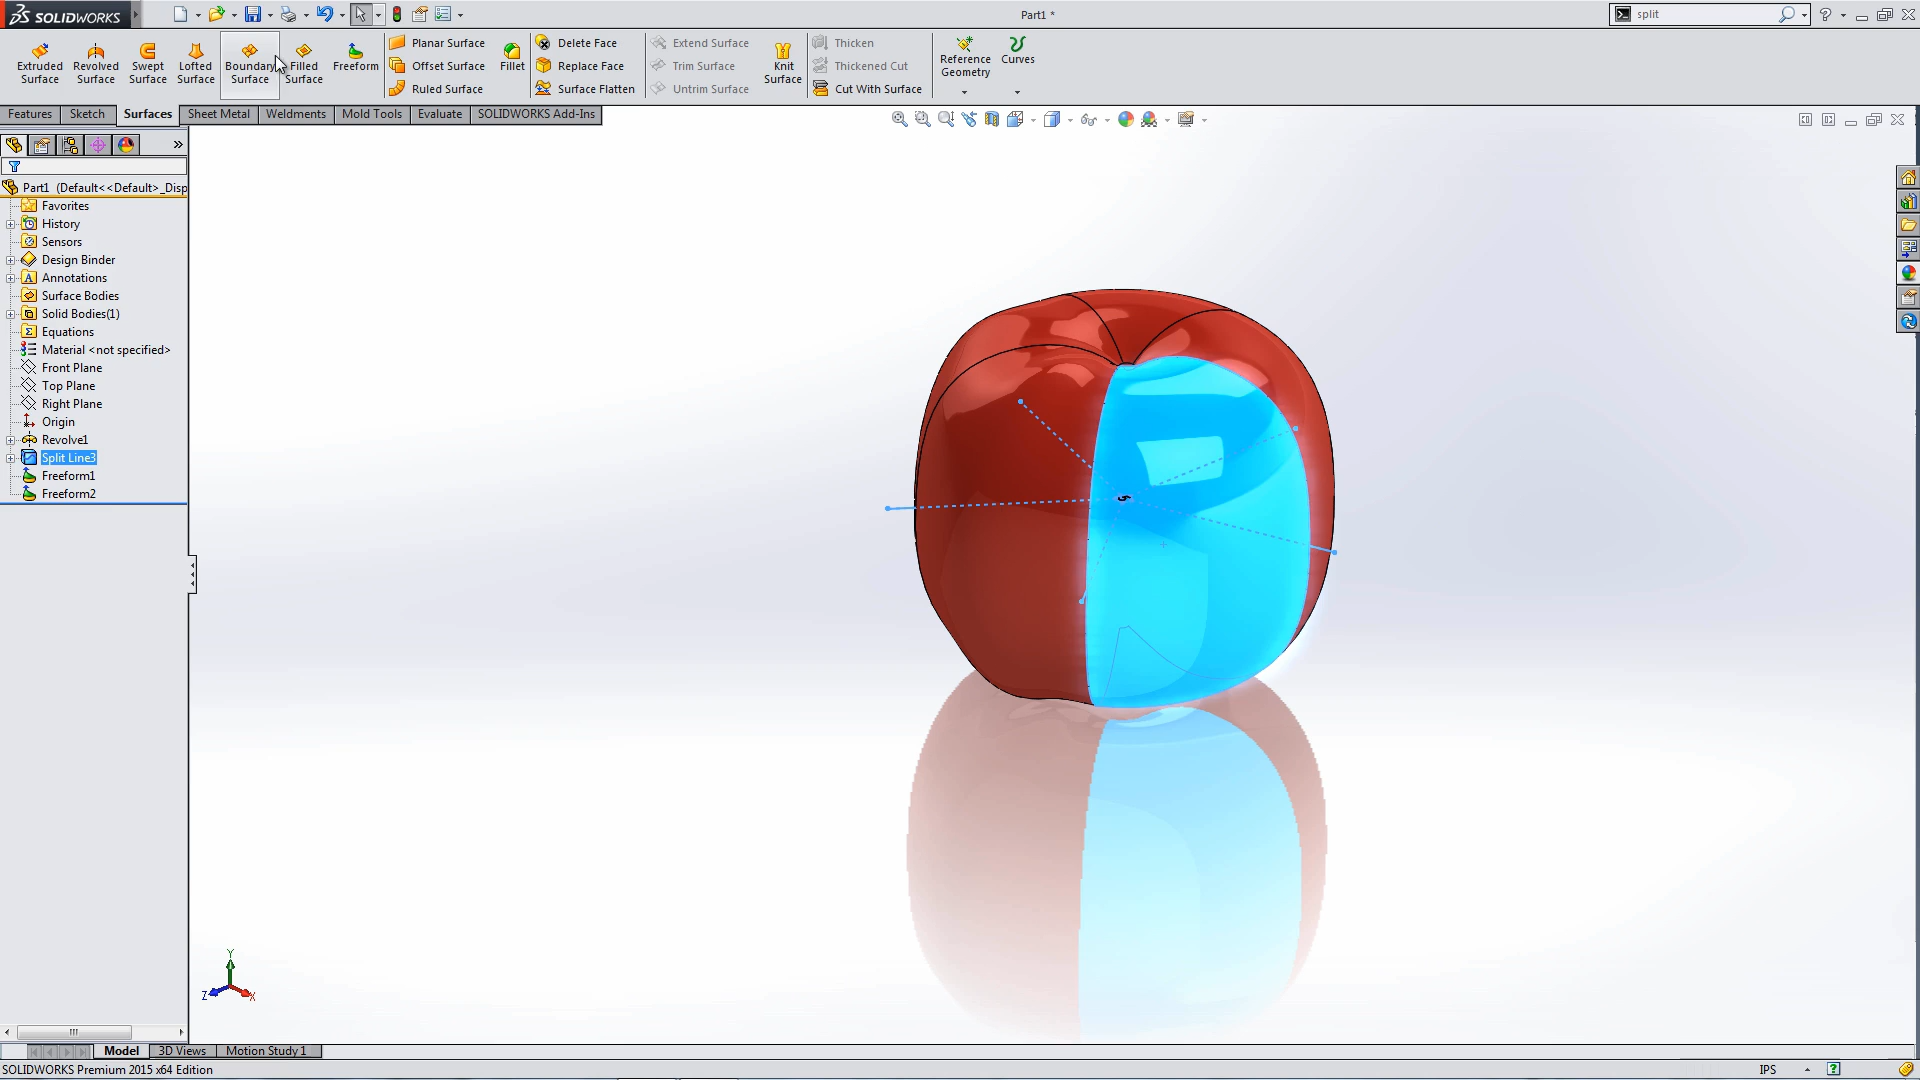 SOLIDWORKS
Part1 *
split
Extruded Surface
Revolved Surface
Swept Surface
Lofted Surface
Boundary Surface
Filled Surface
Freeform
Planar Surface
Offset Surface
Ruled Surface
Fillet
Delete Face
Replace Face
Surface Flatten
Extend Surface
Trim Surface
Untrim Surface
Knit Surface
Thicken
Thickened Cut
Cut With Surface
Reference Geometry
Curves
Features
Sketch
Surfaces
Sheet Metal
Weldments
Mold Tools
Evaluate
SOLIDWORKS Add-Ins
Part1 (Default<<Default>_Disp
Favorites
History
Sensors
Design Binder
Annotations
Surface Bodies
Solid Bodies(1)
Equations
Material <not specified>
Front Plane
Top Plane
Right Plane
Origin
Revolve1
Split Line3
Freeform1
Freeform2
Y
Z
X
Model
3D Views
Motion Study 1
SOLIDWORKS Premium 2015 x64 Edition
IPS